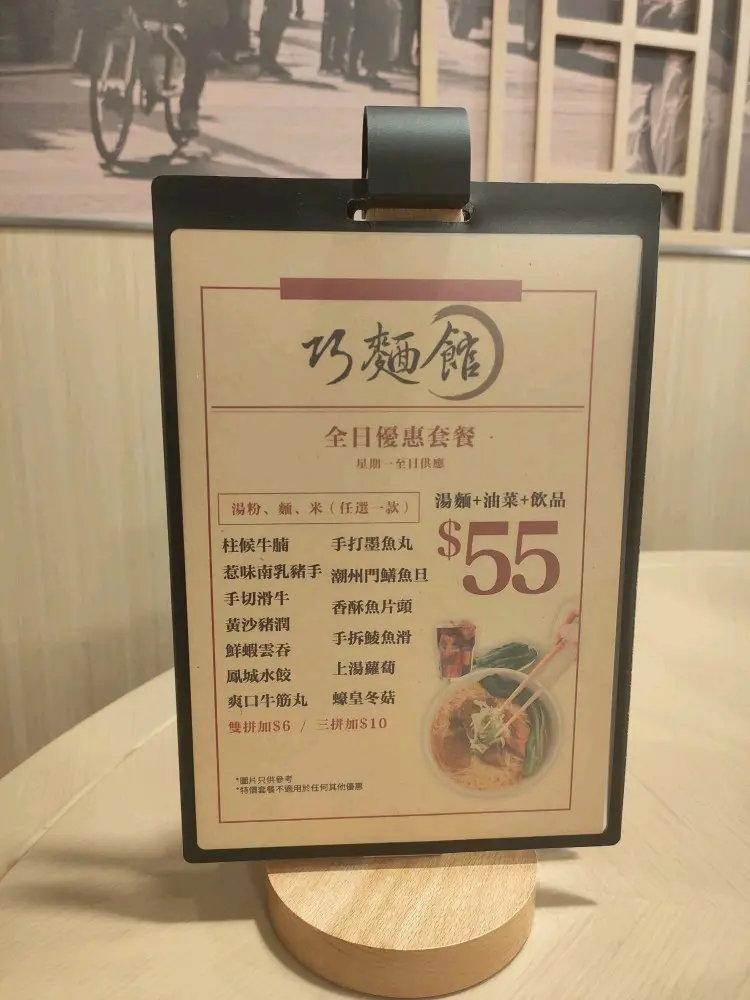 巧麵館
全日優惠套餐
星期一至日供應
湯粉、麵、米（任選一款）
柱候牛腩
惹味南乳豬手
手切滑牛
黃沙豬潤
鮮蝦雲吞
鳳城水餃
爽口牛筋丸
手打墨魚丸
潮州門鱔魚旦
香酥魚片頭
手拆鯪魚滑
上湯蘿蔔
蠔皇冬菇
雙拼加$6 / 三拼加$10
湯麵+油菜+飲品
$55
*圖片只供參考
*特價套餐不適用於任何其他優惠